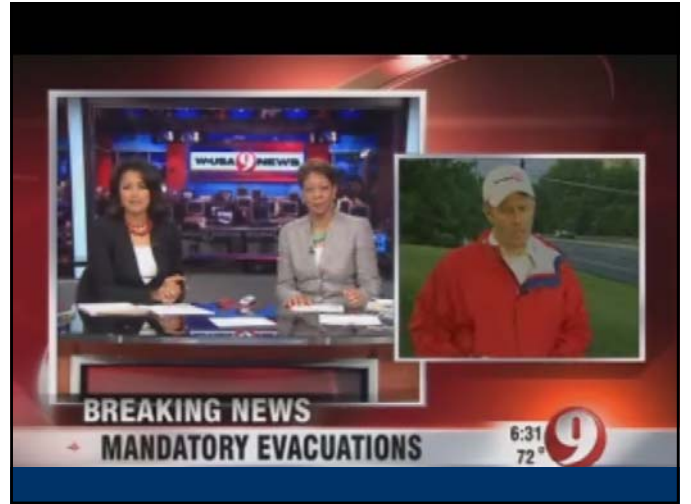 WUSA 9 NEWS
BREAKING NEWS
MANDATORY EVACUATIONS
6:31
72°
9